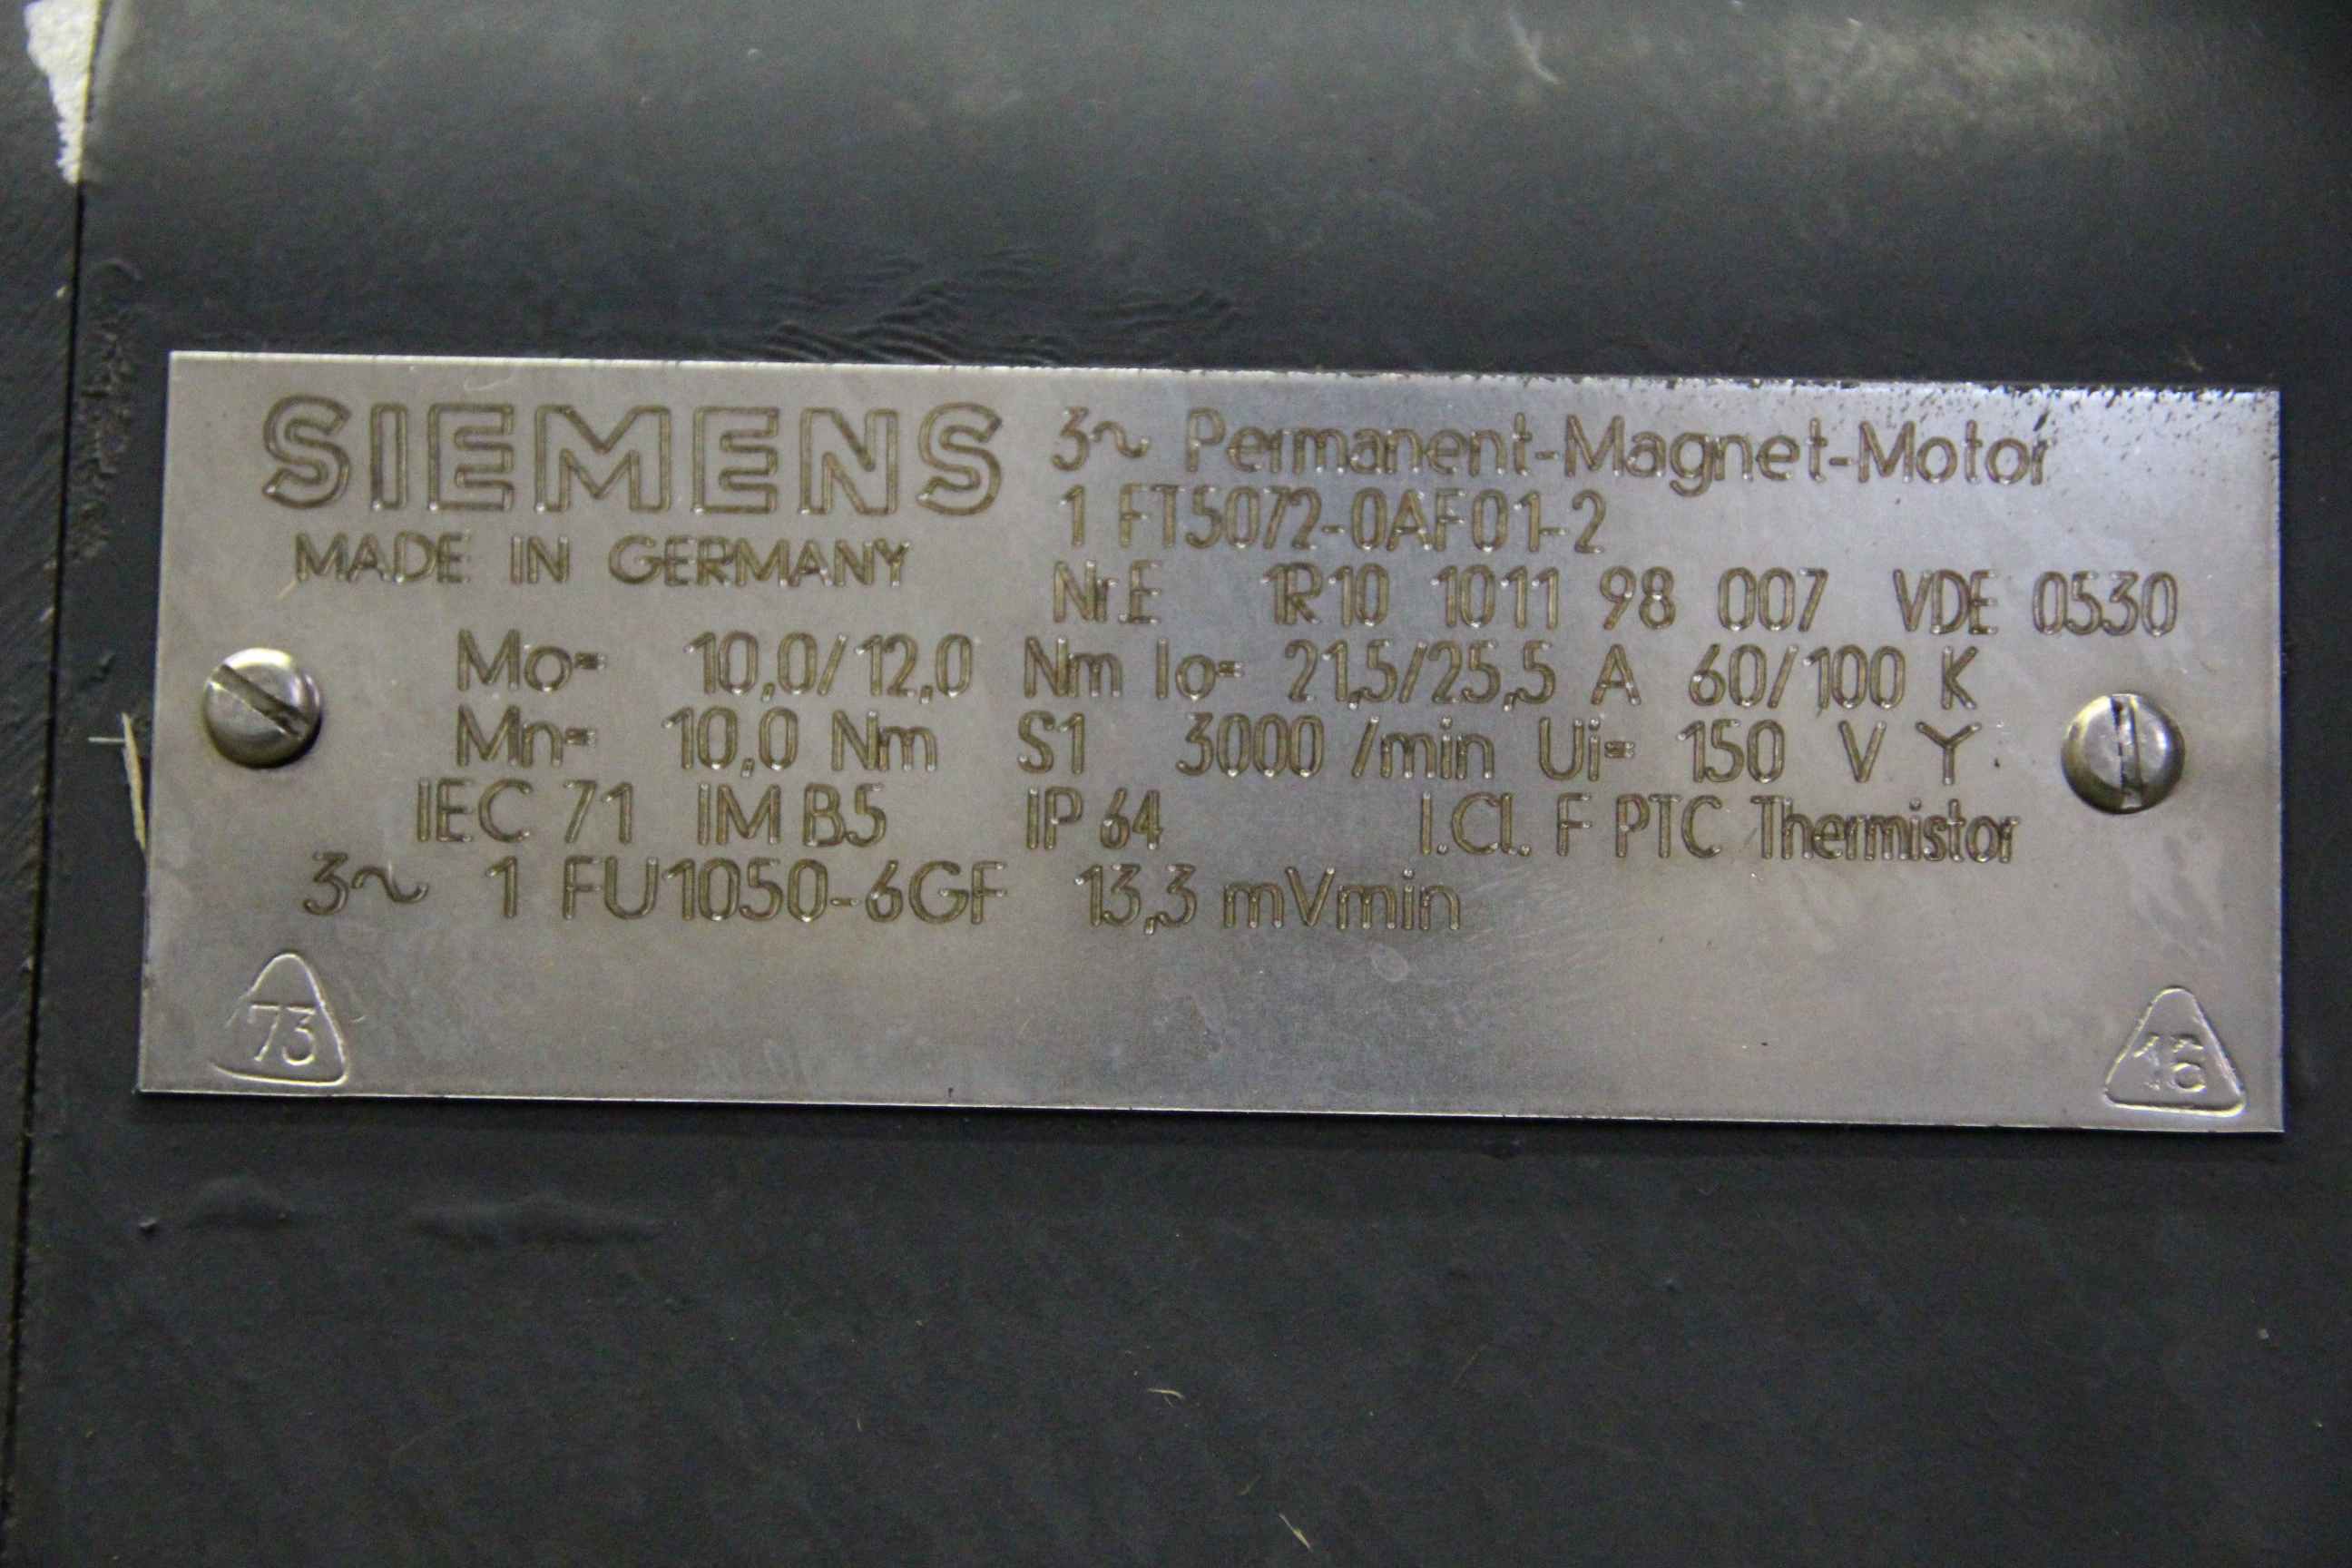 SIEMENS 3~ Permanent-Magnet-Motor
1 FT5072-0AF01-2
MADE IN GERMANY
Nr.E 1R10 1011 98 007 VDE 0530
Mo= 10,0/12,0 Nm Io= 21,5/25,5 A 60/100 K
Mn= 10,0 Nm S1 3000 /min Ui= 150 V Y
IEC 71 IM B5 IP 64 I.Cl. F PTC Thermistor
3~ 1 FU1050-6GF 13,3 mVmin
73
16